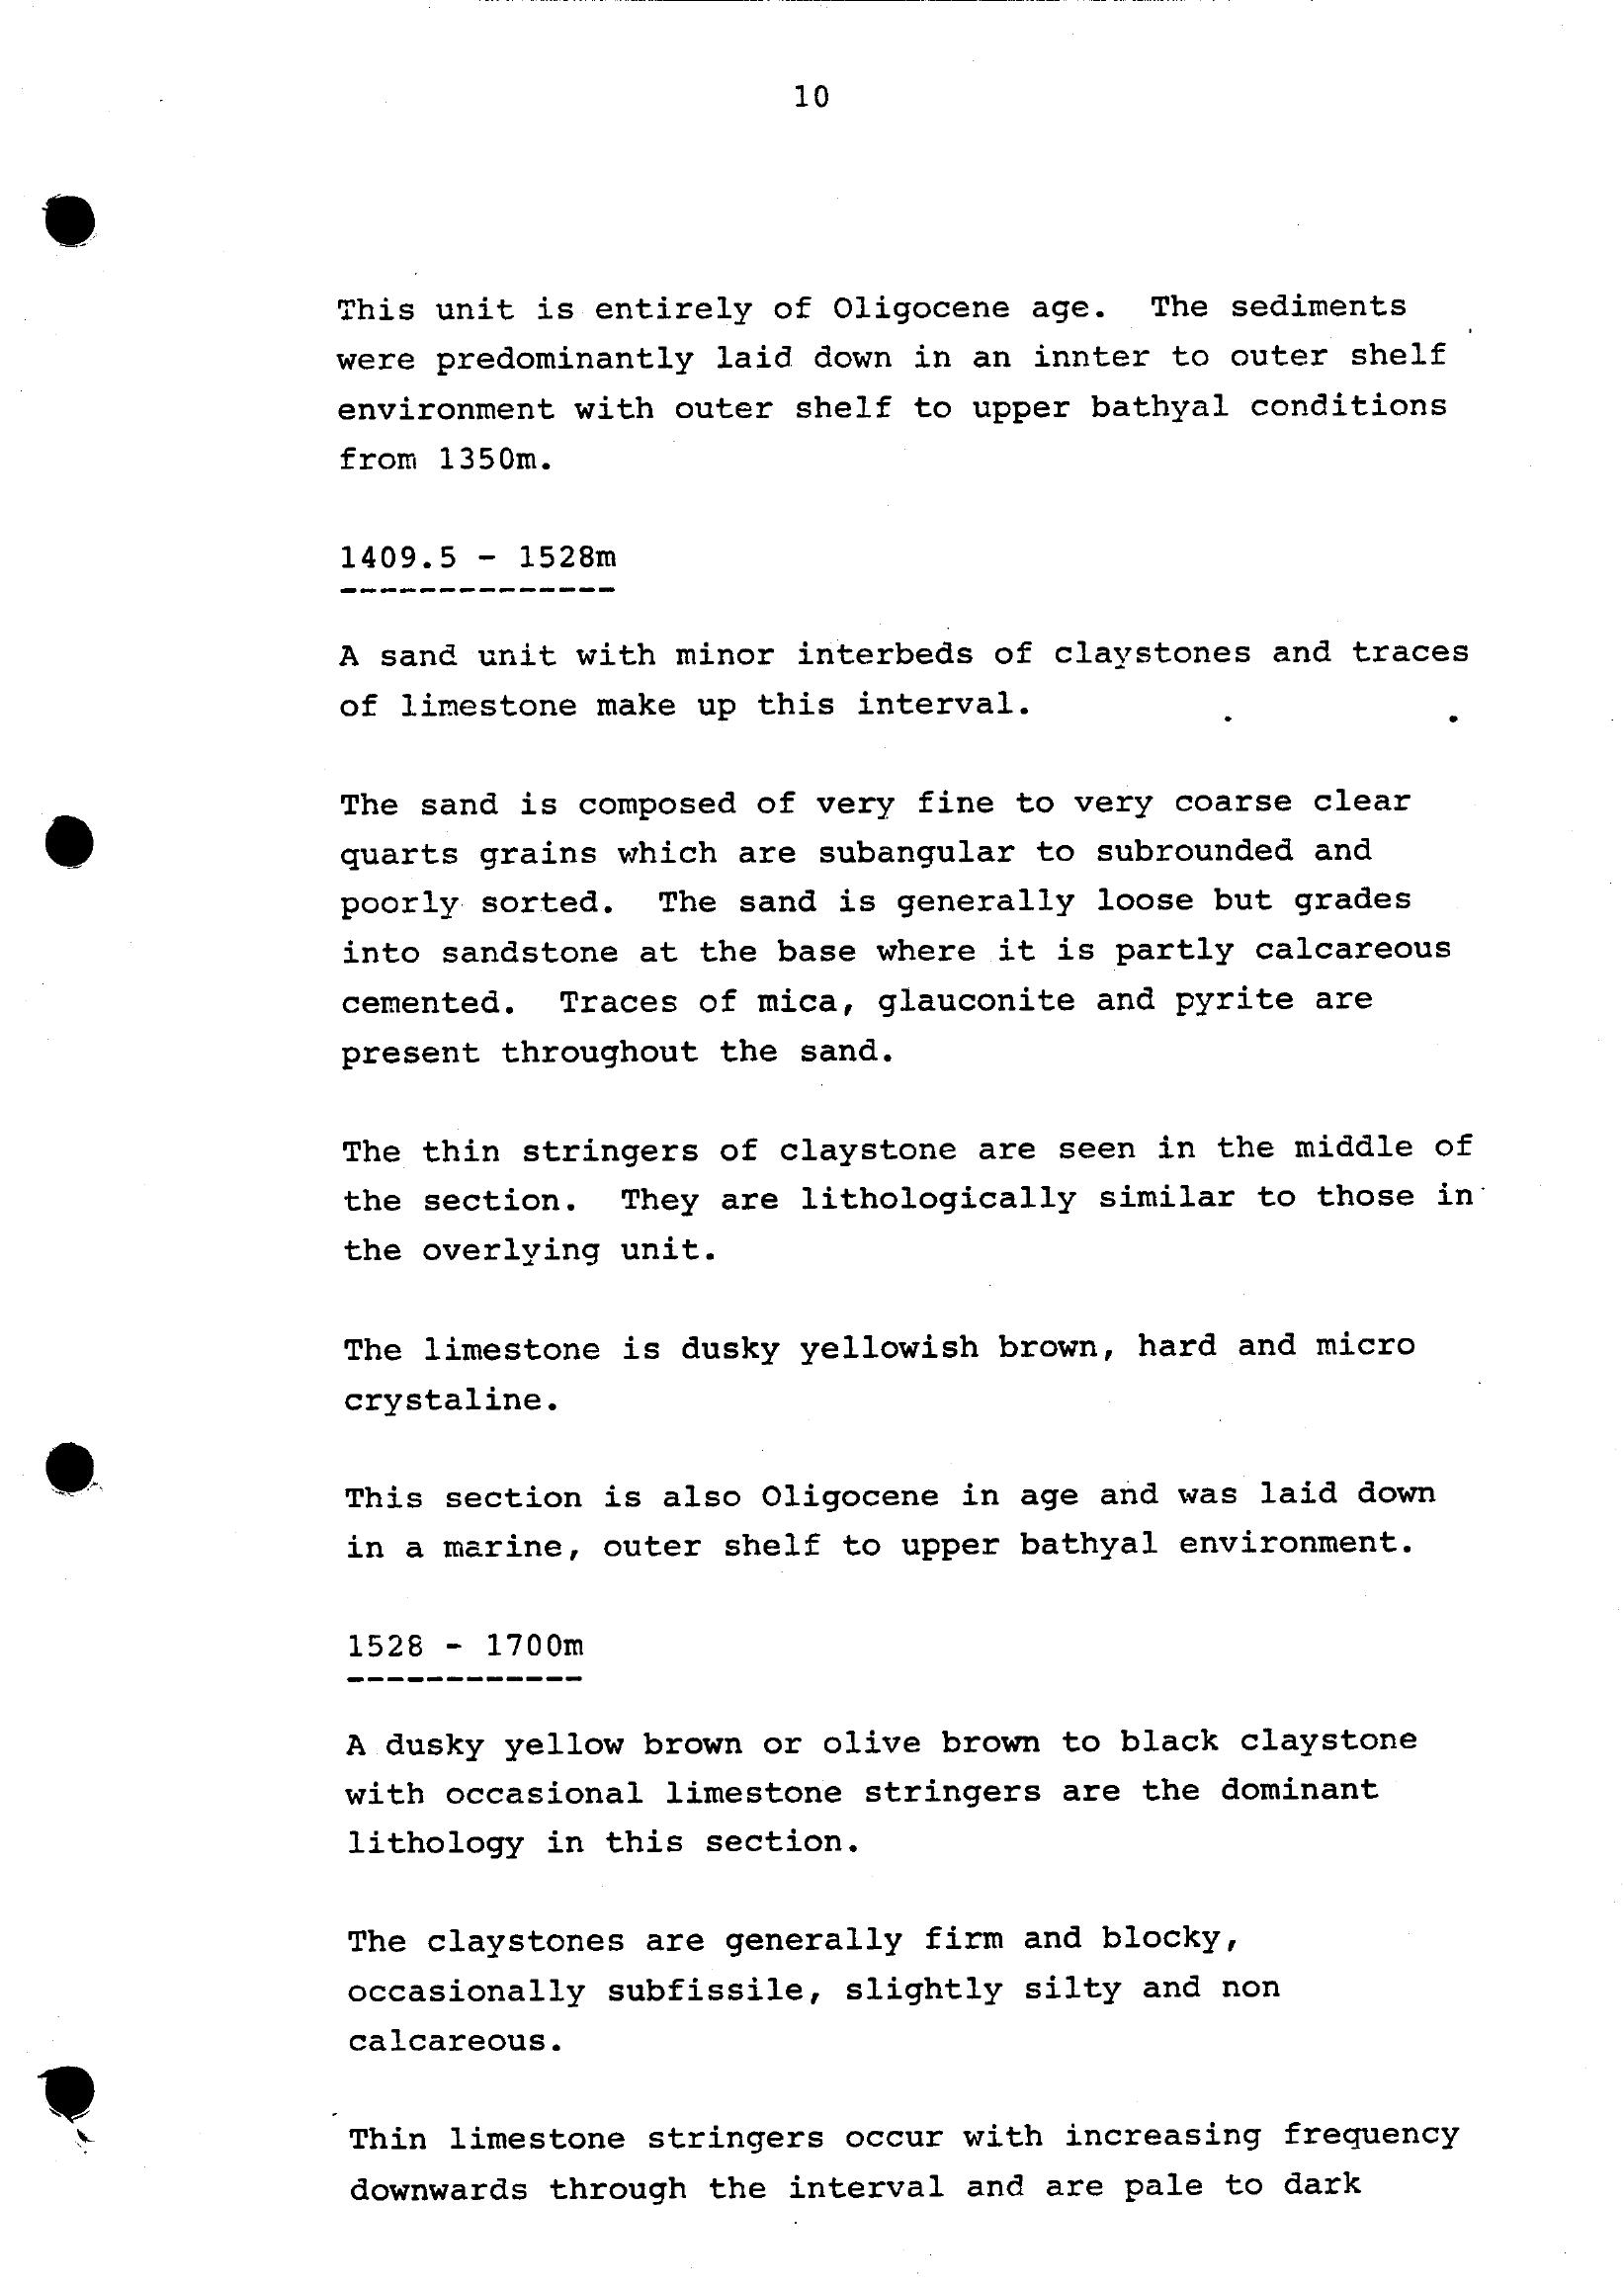 10
This unit is entirely of Oligocene age. The sediments
were predominantly laid down in an innter to outer shelf
environment with outer shelf to upper bathyal conditions
from 1350m.
1409.5 - 1528m
--------------
A sand unit with minor interbeds of claystones and traces
of limestone make up this interval.
The sand is composed of very fine to very coarse clear
quarts grains which are subangular to subrounded and
poorly sorted. The sand is generally loose but grades
into sandstone at the base where it is partly calcareous
cemented. Traces of mica, glauconite and pyrite are
present throughout the sand.
The thin stringers of claystone are seen in the middle of
the section. They are lithologically similar to those in
the overlying unit.
The limestone is dusky yellowish brown, hard and micro
crystaline.
This section is also Oligocene in age and was laid down
in a marine, outer shelf to upper bathyal environment.
1528 - 1700m
------------
A dusky yellow brown or olive brown to black claystone
with occasional limestone stringers are the dominant
lithology in this section.
The claystones are generally firm and blocky,
occasionally subfissile, slightly silty and non
calcareous.
Thin limestone stringers occur with increasing frequency
downwards through the interval and are pale to dark